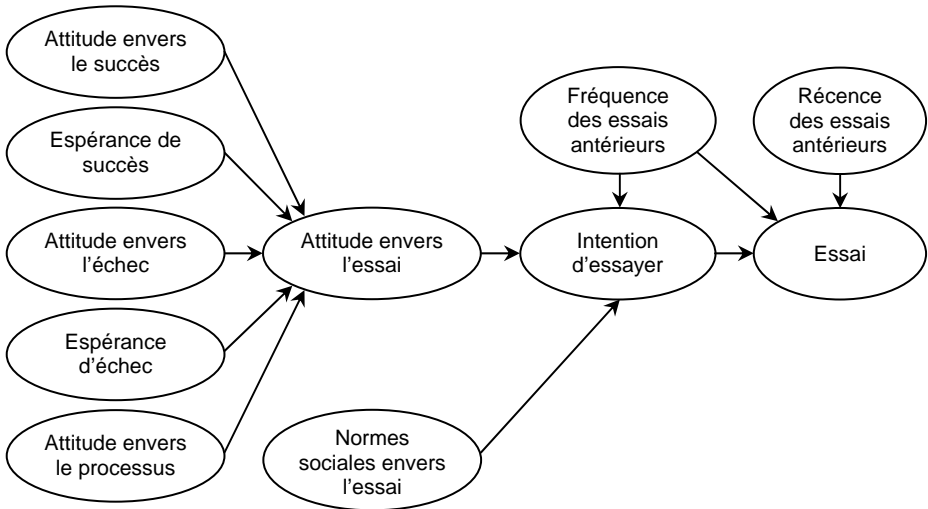 Attitude envers
le succès
Espérance de
succès
Attitude envers
l’échec
Espérance
d’échec
Attitude envers
le processus
Attitude envers
l’essai
Normes
sociales envers
l’essai
Fréquence
des essais
antérieurs
Intention
d’essayer
Récence
des essais
antérieurs
Essai